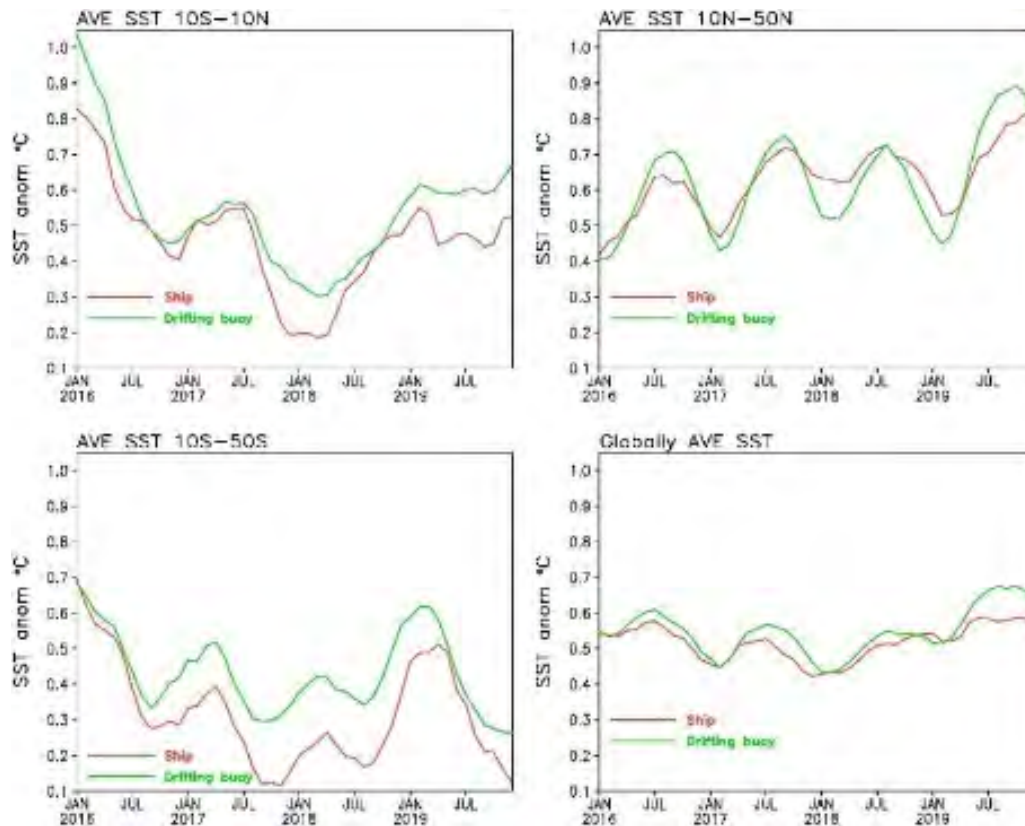 AVE SST 10S-10N
SST anom °C
1.0
0.9
0.8
0.7
0.6
0.5
0.4
0.3
0.2
0.1
Ship
Drifting buoy
JAN JUL JAN JUL JAN JUL JAN JUL
2016 2017 2018 2019
AVE SST 10N-50N
SST anom °C
1.0
0.9
0.8
0.7
0.6
0.5
0.4
0.3
0.2
0.1
Ship
Drifting buoy
JAN JUL JAN JUL JAN JUL JAN JUL
2016 2017 2018 2019
AVE SST 10S-50S
SST anom °C
1.0
0.9
0.8
0.7
0.6
0.5
0.4
0.3
0.2
0.1
Ship
Drifting buoy
JAN JUL JAN JUL JAN JUL JAN JUL
2016 2017 2018 2019
Globally AVE SST
SST anom °C
1.0
0.9
0.8
0.7
0.6
0.5
0.4
0.3
0.2
0.1
Ship
Drifting buoy
JAN JUL JAN JUL JAN JUL JAN JUL
2016 2017 2018 2019